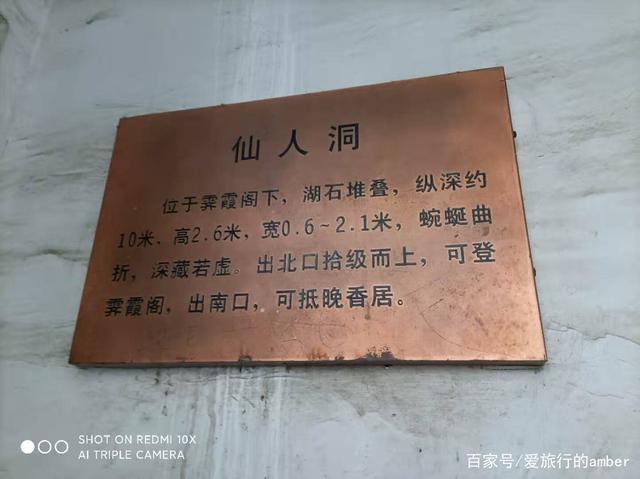 仙人洞
位于霁霞阁下，湖石堆叠，纵深约
10米、高2.6米，宽0.6~2.1米，蜿蜒曲
折，深藏若虚。出北口拾级而上，可登
霁霞阁，出南口，可抵晚香居。
SHOT ON REDMI 10X
AI TRIPLE CAMERA
百家号/爱旅行的amber